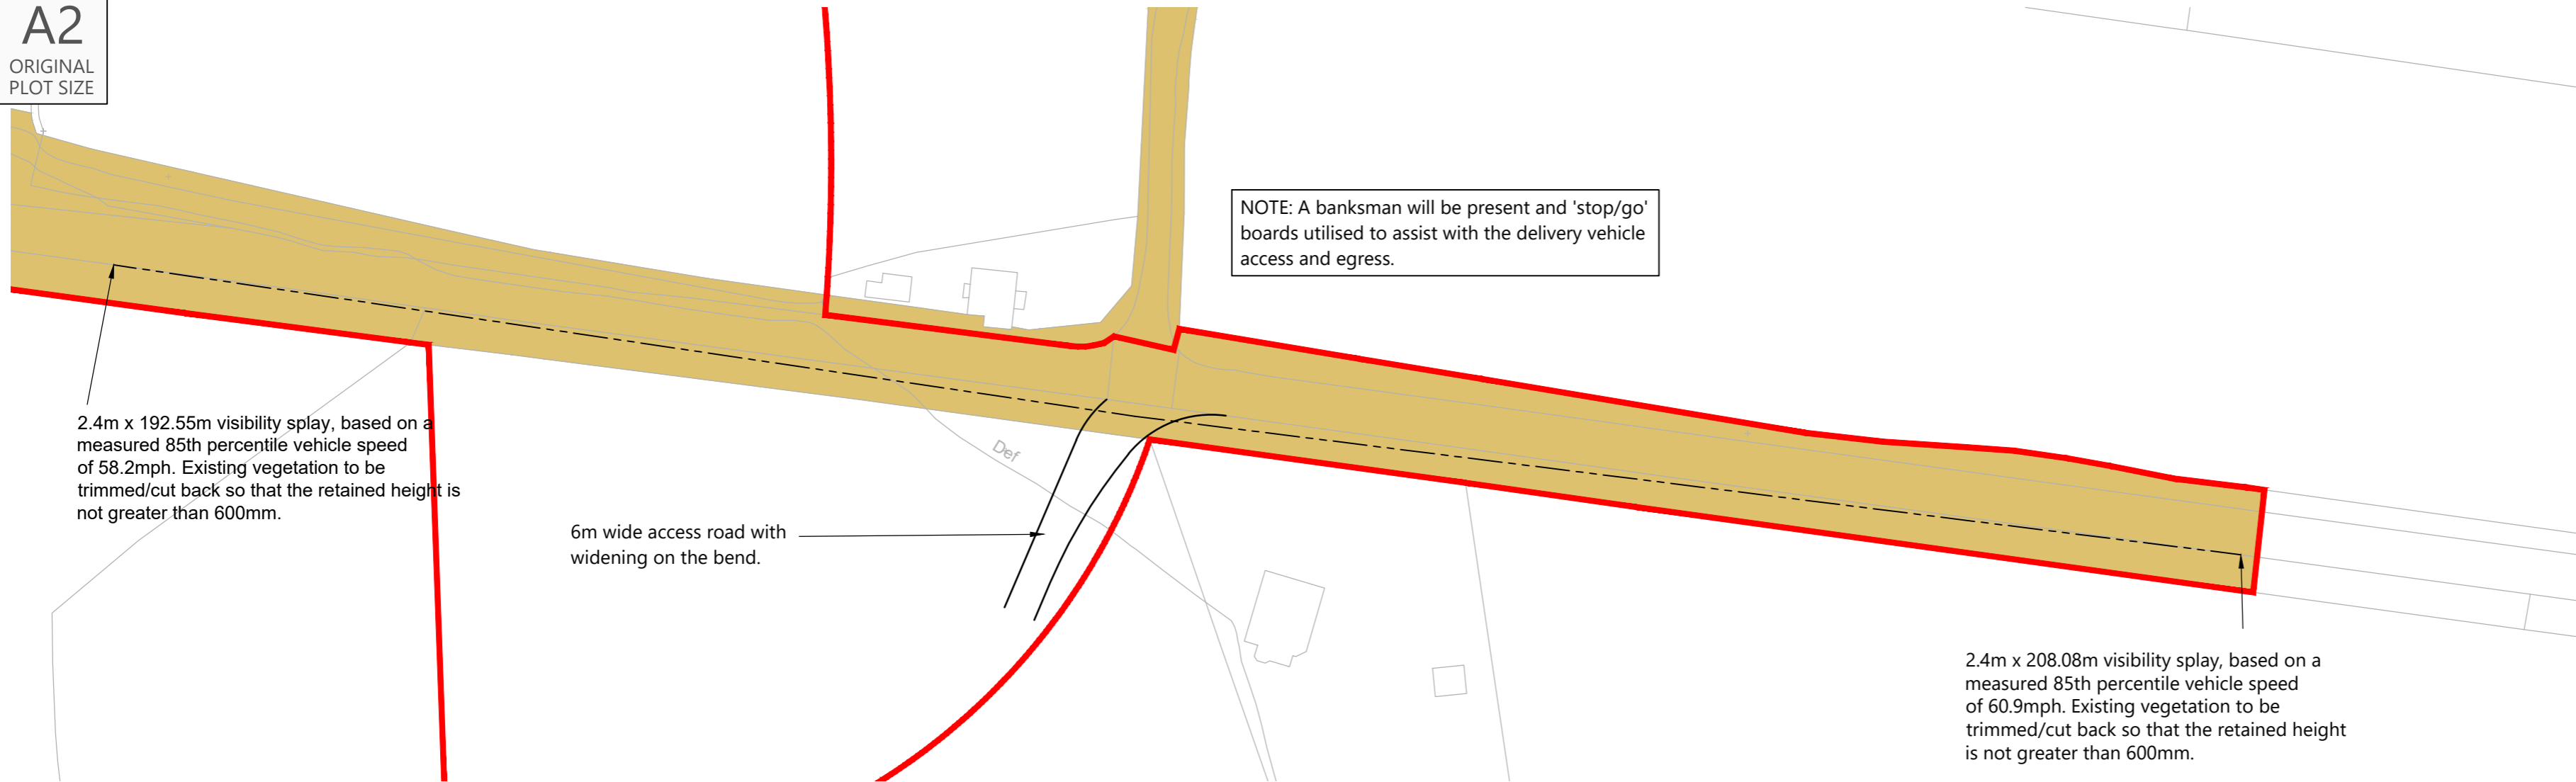 A2
ORIGINAL
PLOT SIZE
NOTE: A banksman will be present and 'stop/go'
boards utilised to assist with the delivery vehicle
access and egress.
2.4m x 192.55m visibility splay, based on a
measured 85th percentile vehicle speed
of 58.2mph. Existing vegetation to be
trimmed/cut back so that the retained height is
not greater than 600mm.
Def
6m wide access road with
widening on the bend.
2.4m x 208.08m visibility splay, based on a
measured 85th percentile vehicle speed
of 60.9mph. Existing vegetation to be
trimmed/cut back so that the retained height
is not greater than 600mm.